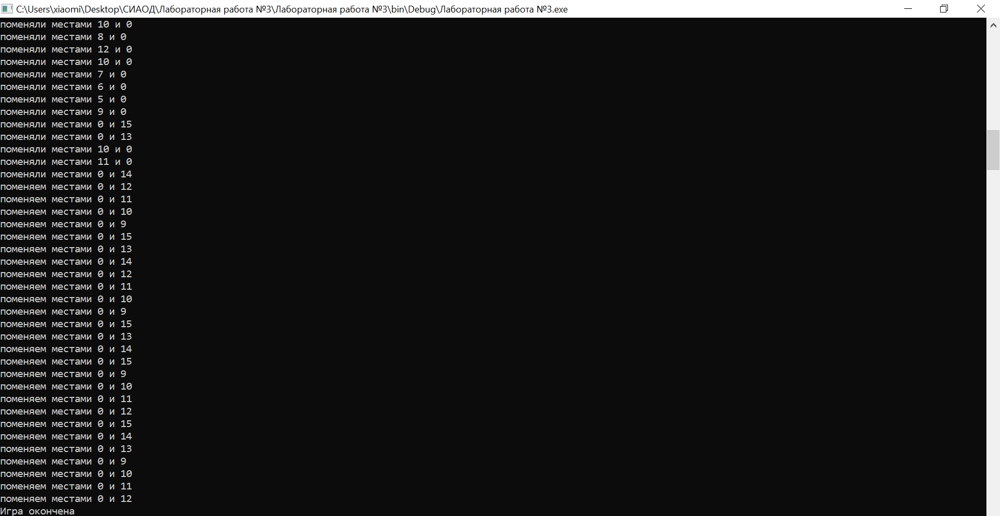 C:\Users\xiaomi\Desktop\СИАОД\Лабораторная работа №3\Лабораторная работа №3\bin\Debug\Лабораторная работа №3.exe
поменяли местами 10 и 0
поменяли местами 8 и 0
поменяли местами 12 и 0
поменяли местами 10 и 0
поменяли местами 7 и 0
поменяли местами 6 и 0
поменяли местами 5 и 0
поменяли местами 9 и 0
поменяли местами 0 и 15
поменяли местами 0 и 13
поменяли местами 10 и 0
поменяли местами 11 и 0
поменяли местами 0 и 14
поменяем местами 0 и 12
поменяем местами 0 и 11
поменяем местами 0 и 10
поменяем местами 0 и 9
поменяем местами 0 и 15
поменяем местами 0 и 13
поменяем местами 0 и 14
поменяем местами 0 и 12
поменяем местами 0 и 11
поменяем местами 0 и 10
поменяем местами 0 и 9
поменяем местами 0 и 15
поменяем местами 0 и 13
поменяем местами 0 и 14
поменяем местами 0 и 15
поменяем местами 0 и 9
поменяем местами 0 и 10
поменяем местами 0 и 11
поменяем местами 0 и 12
поменяем местами 0 и 15
поменяем местами 0 и 14
поменяем местами 0 и 13
поменяем местами 0 и 9
поменяем местами 0 и 10
поменяем местами 0 и 11
поменяем местами 0 и 12
Игра окончена